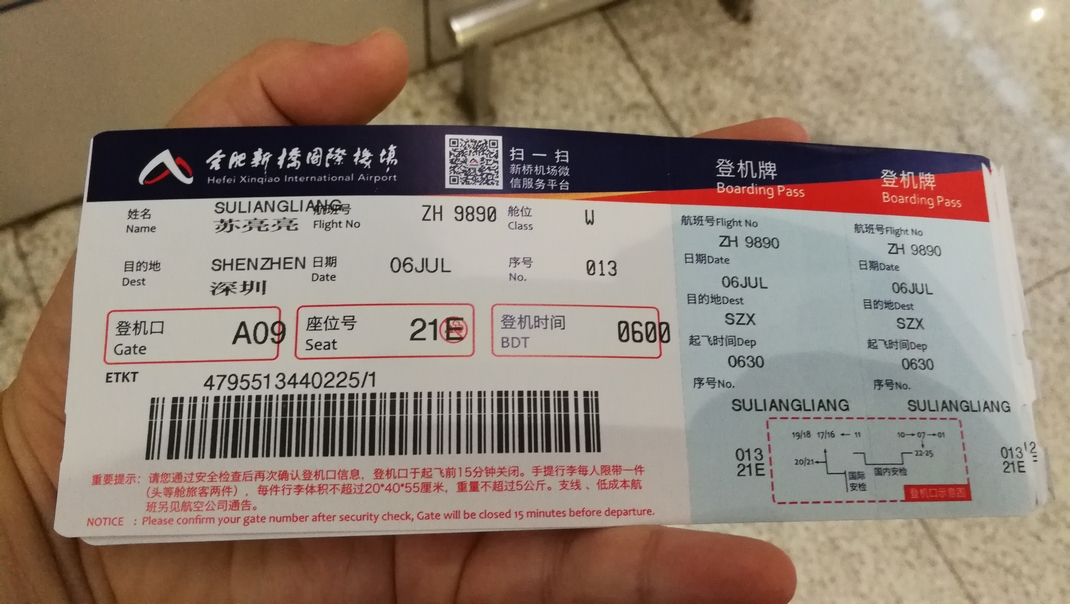 合肥新橋國際機場
Hefei Xinqiao International Airport
扫一扫
新桥机场微
信服务平台
登机牌
Boarding Pass
登机牌
Boarding Pass
姓名 SULIANGLIANG 航班号 ZH 9890 舱位 W
Name 苏亮亮 Flight No Class
目的地 SHENZHEN 日期 06JUL 序号 013
Dest 深圳 Date No.
登机口 A09 座位号 21E 登机时间 0600
Gate Seat BDT
ETKT 4795513440225/1
重要提示：请您通过安全检查后再次确认登机口信息，登机口于起飞前15分钟关闭。手提行李每人限带一件
（头等舱旅客两件），每件行李体积不超过20*40*55厘米，重量不超过5公斤。支线、低成本航
班另见航空公司通告。
NOTICE ：Please confirm your gate number after security check, Gate will be closed 15 minutes before departure.
航班号Flight No
ZH 9890
日期Date
06JUL
目的地Dest
SZX
起飞时间Dep
0630
序号No.
SULIANGLIANG
013
21E
航班号Flight No
ZH 9890
日期Date
06JUL
目的地Dest
SZX
起飞时间Dep
0630
序号No.
SULIANGLIANG
013
21E
19/18 17/16 ← 11 10→07→01
20/21 22-25
国际
安检
国内安检
登机口示意图